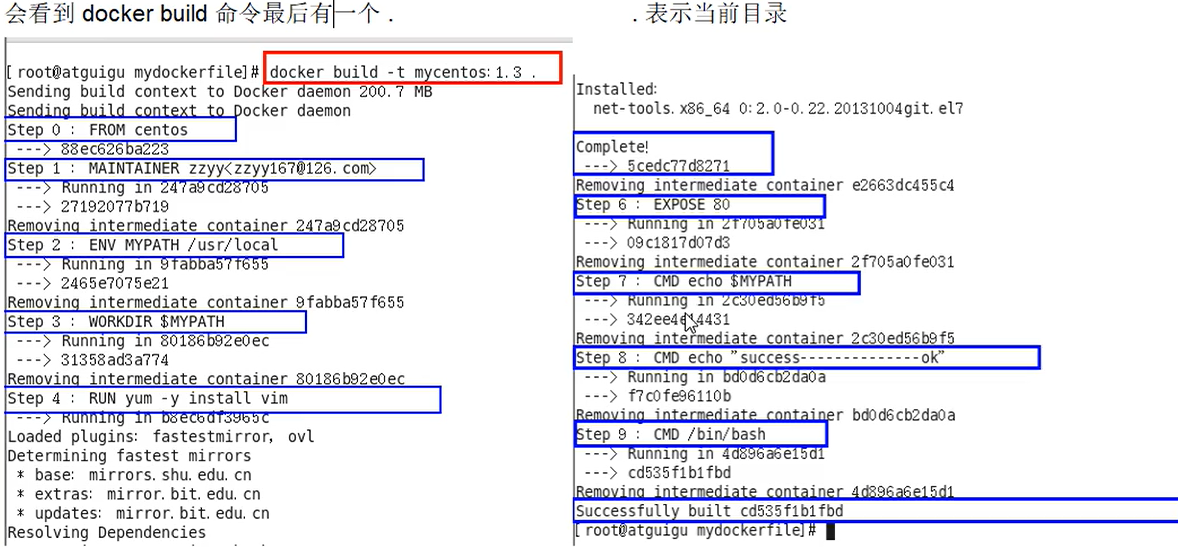 会看到 docker build 命令最后有一个 .
. 表示当前目录
[root@atguigu mydockerfile]# docker build -t mycentos:1.3 .
Sending build context to Docker daemon 200.7 MB
Sending build context to Docker daemon
Step 0 : FROM centos
---> 88ec626ba223
Step 1 : MAINTAINER zzyy<zzyy167@126.com>
---> Running in 247a9cd28705
---> 27192077b719
Removing intermediate container 247a9cd28705
Step 2 : ENV MYPATH /usr/local
---> Running in 9fabba57f655
---> 2465e7075e21
Removing intermediate container 9fabba57f655
Step 3 : WORKDIR $MYPATH
---> Running in 80186b92e0ec
---> 31358ad3a774
Removing intermediate container 80186b92e0ec
Step 4 : RUN yum -y install vim
---> Running in b8ec6df3965c
Loaded plugins: fastestmirror, ovl
Determining fastest mirrors
* base: mirrors.shu.edu.cn
* extras: mirror.bit.edu.cn
* updates: mirror.bit.edu.cn
Resolving Dependencies
Installed:
net-tools.x86_64 0:2.0-0.22.20131004git.el7
Complete!
---> 5cedc77d8271
Removing intermediate container e2663dc455c4
Step 6 : EXPOSE 80
---> Running in 2f705a0fe031
---> 09c1817d07d3
Removing intermediate container 2f705a0fe031
Step 7 : CMD echo $MYPATH
---> Running in 2c30ed56b9f5
--->
Removing intermediate container 2c30ed56b9f5
Step 8 : CMD echo "success--------------ok"
---> Running in bd0d6cb2da0a
---> f7c0fe96110b
Removing intermediate container bd0d6cb2da0a
Step 9 : CMD /bin/bash
---> Running in 4d896a6e15d1
---> cd535f1b1fbd
Removing intermediate container 4d896a6e15d1
Successfully built cd535f1b1fbd
[root@atguigu mydockerfile]#